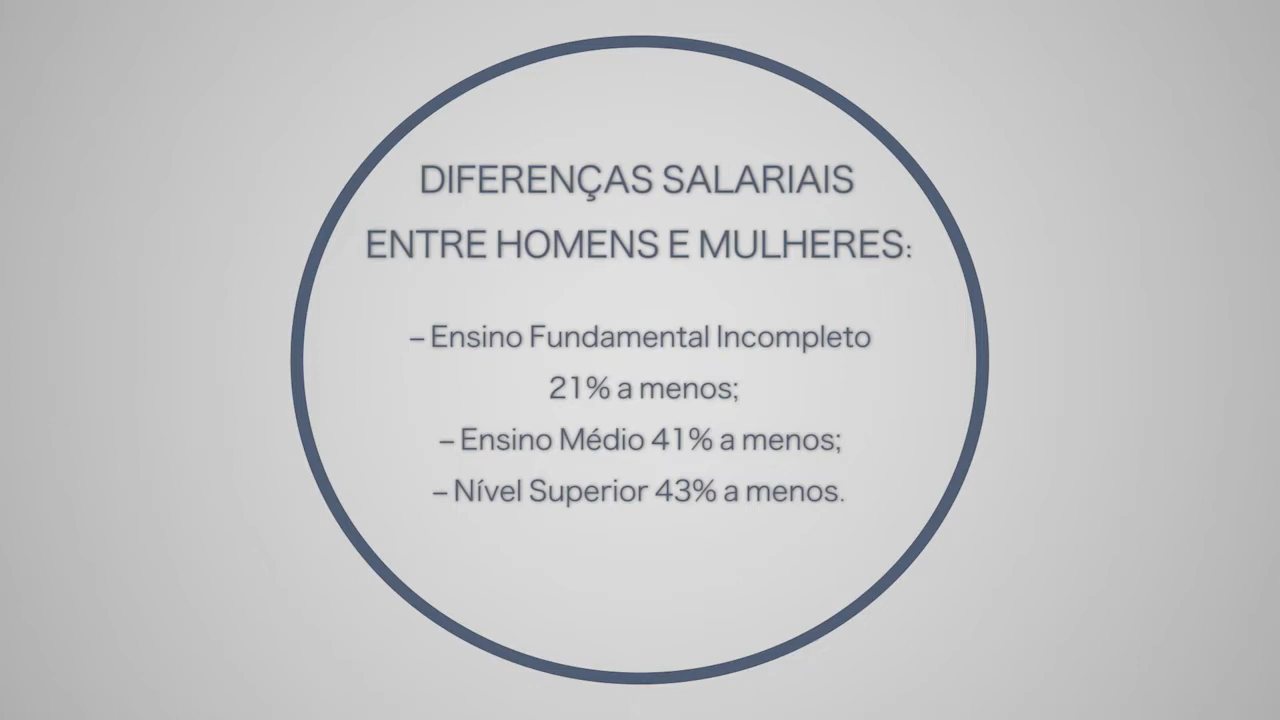 DIFERENÇAS SALARIAIS
ENTRE HOMENS E MULHERES:
– Ensino Fundamental Incompleto
21% a menos;
– Ensino Médio 41% a menos;
– Nível Superior 43% a menos.